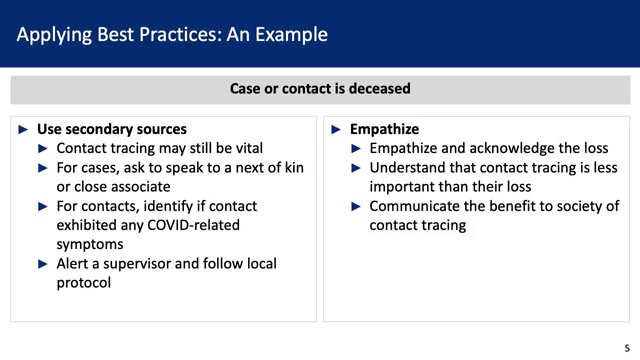 Applying Best Practices: An Example
Case or contact is deceased
► Use secondary sources
► Contact tracing may still be vital
► For cases, ask to speak to a next of kin
or close associate
► For contacts, identify if contact
exhibited any COVID-related
symptoms
► Alert a supervisor and follow local
protocol
► Empathize
► Empathize and acknowledge the loss
► Understand that contact tracing is less
important than their loss
► Communicate the benefit to society of
contact tracing
5